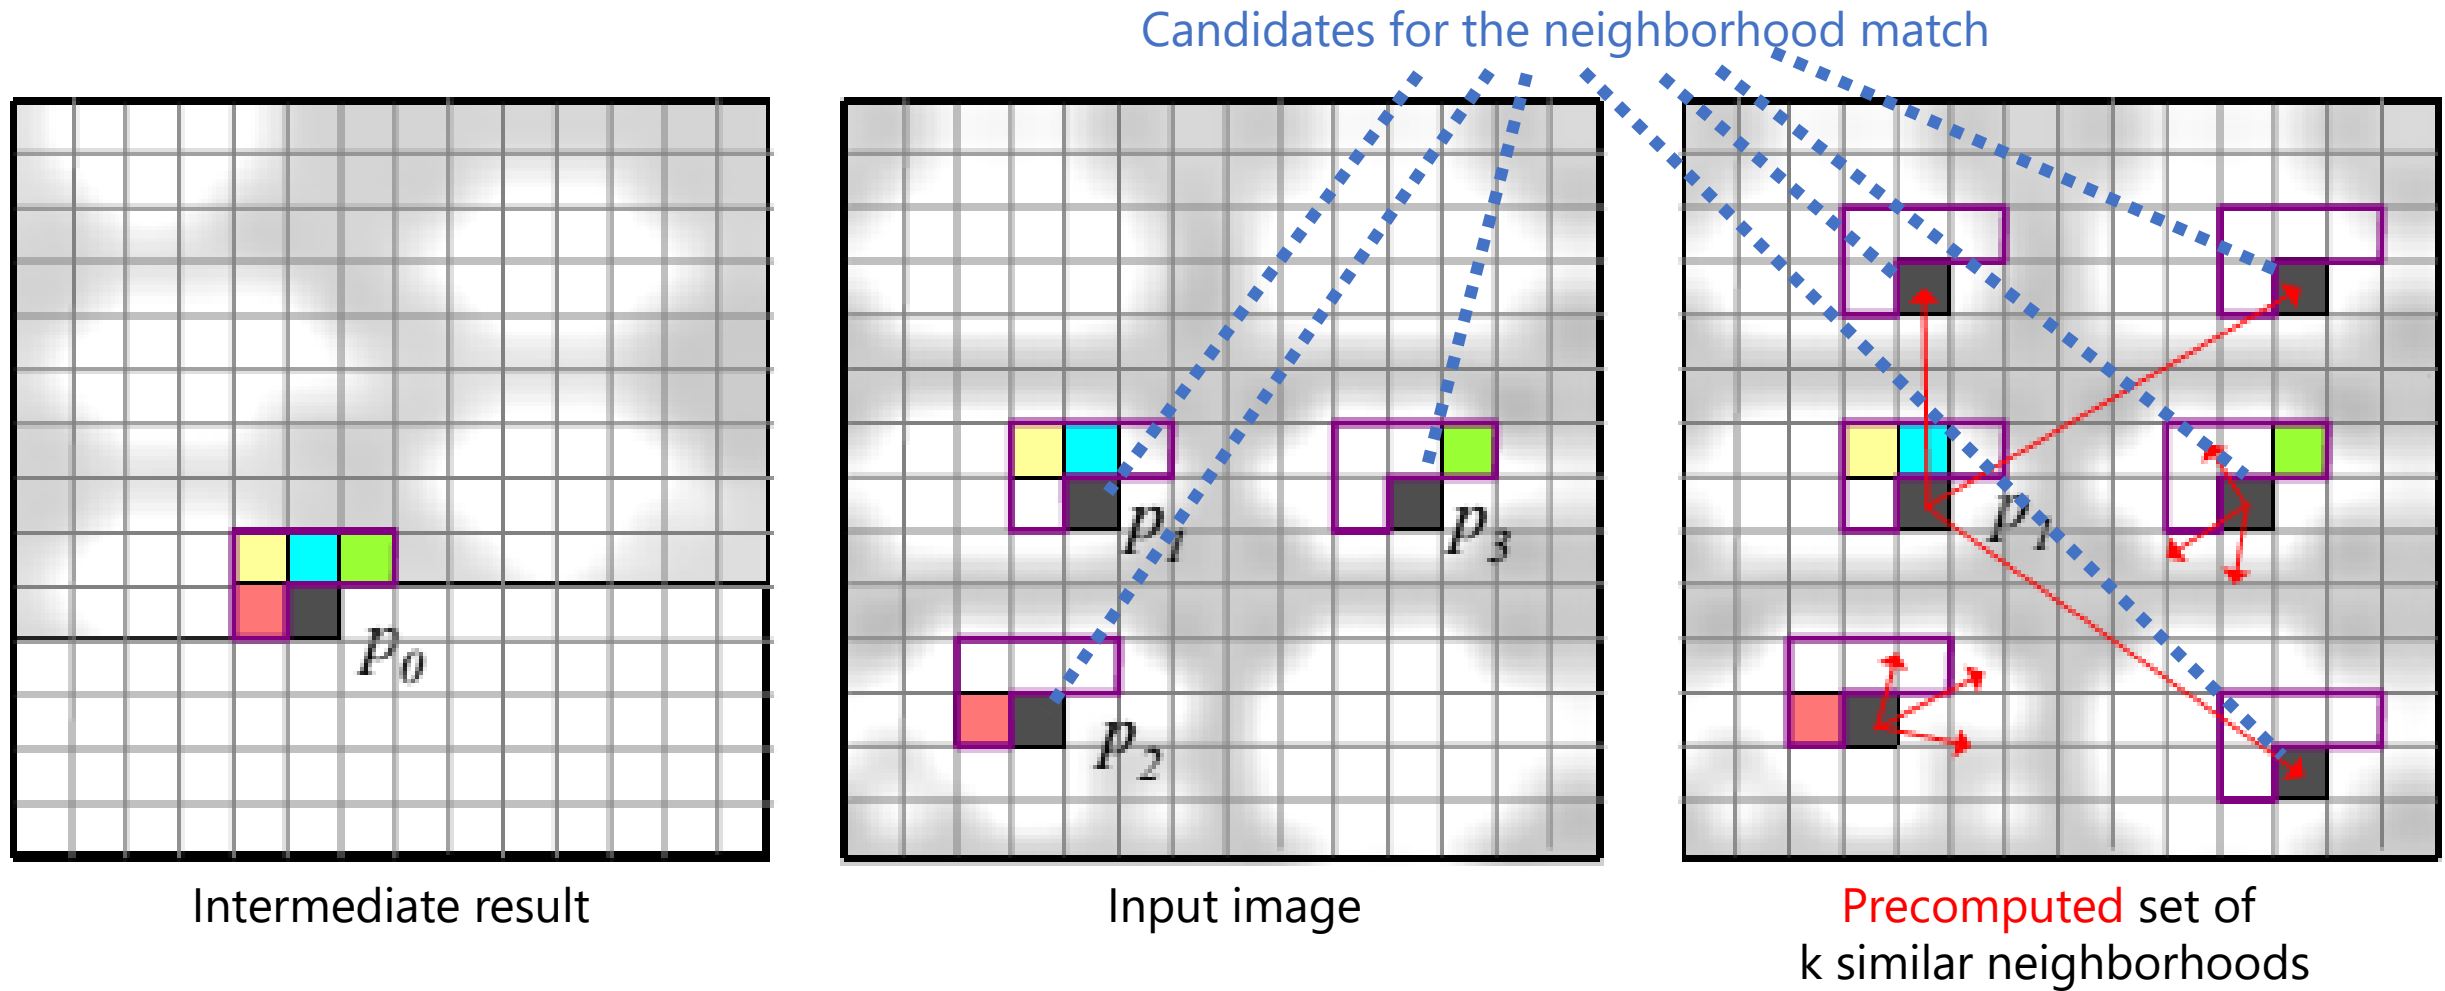 Candidates for the neighborhood match
p0
p1
p2
p3
p1
Intermediate result
Input image
Precomputed set of
k similar neighborhoods